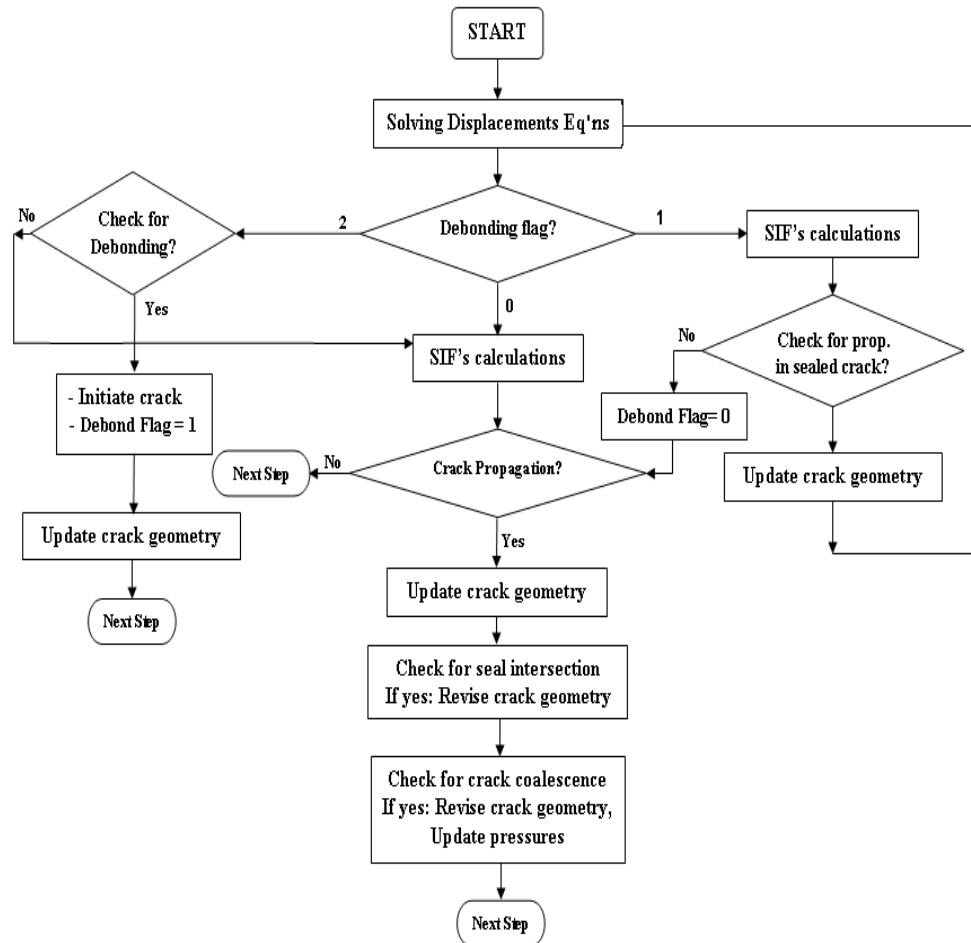 START
Solving Displacements Eq'ns
Debonding flag?
2
1
0
Check for
Debonding?
No
Yes
SIF's calculations
SIF's calculations
Check for prop.
in sealed crack?
No
- Initiate crack
- Debond Flag = 1
Debond Flag= 0
Crack Propagation?
No
Next Step
Update crack geometry
Update crack geometry
Yes
Next Step
Update crack geometry
Check for seal intersection
If yes: Revise crack geometry
Check for crack coalescence
If yes: Revise crack geometry,
Update pressures
Next Step